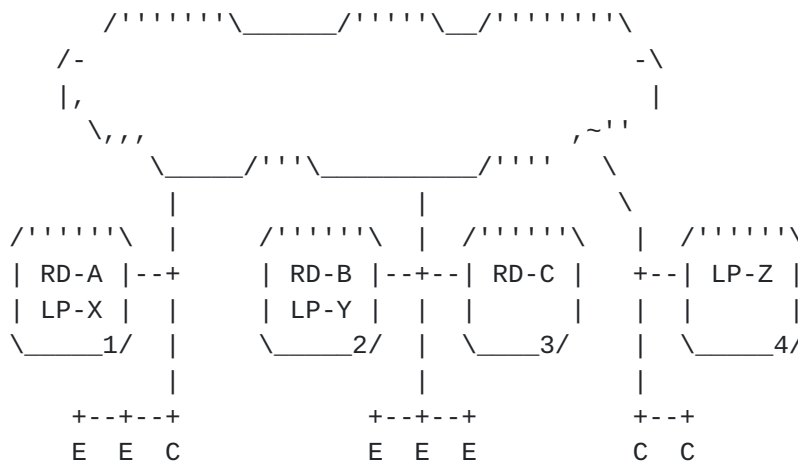 RD-A RD-B RD-C LP-Z
LP-X LP-Y
1 2 3 4
E E C E E E C C